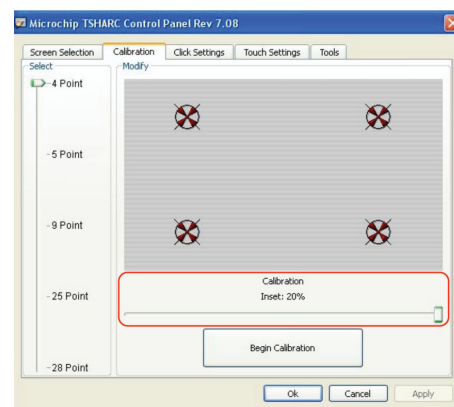 Microchip TSHARC Control Panel Rev 7.08
Screen Selection Calibration Click Settings Touch Settings Tools
Select
Modify
4 Point
5 Point
9 Point
25 Point
28 Point
Calibration
Inset: 20%
Begin Calibration
Ok Cancel Apply